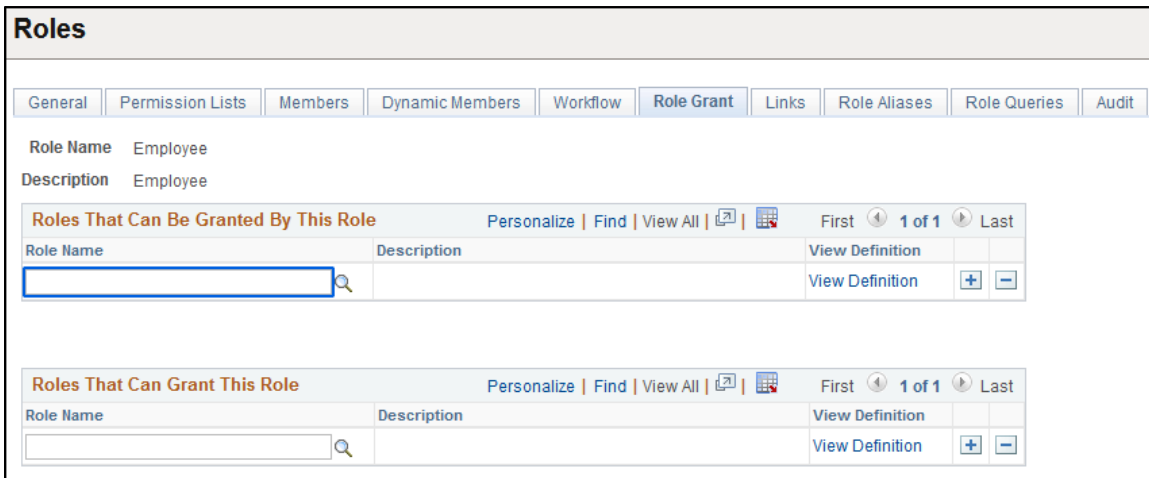 Roles
General Permission Lists Members Dynamic Members Workflow Role Grant Links Role Aliases Role Queries Audit
Role Name Employee
Description Employee
Roles That Can Be Granted By This Role Personalize | Find | View All | | First 1 of 1 Last
Role Name Description View Definition
View Definition
Roles That Can Grant This Role Personalize | Find | View All | | First 1 of 1 Last
Role Name Description View Definition
View Definition